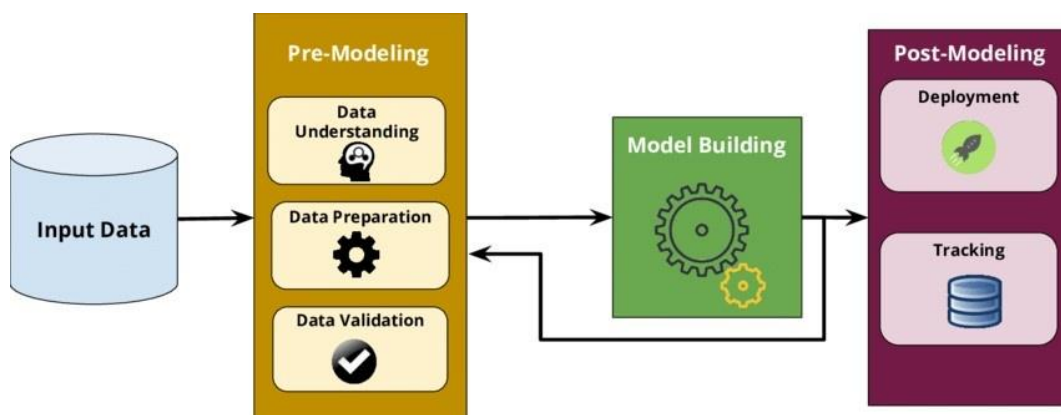 Input Data
Pre-Modeling
Data
Understanding
Data Preparation
Data Validation
Model Building
Post-Modeling
Deployment
Tracking